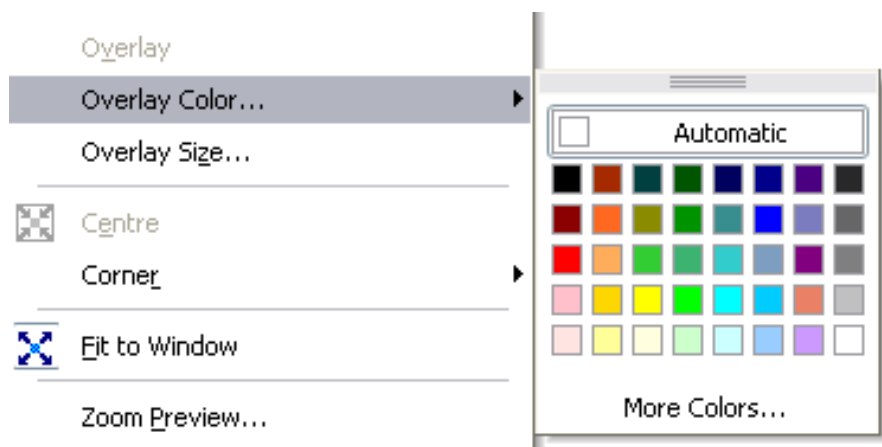 Overlay
Overlay Color...
Overlay Size...
Centre
Corner
Fit to Window
Zoom Preview...
Automatic
More Colors...